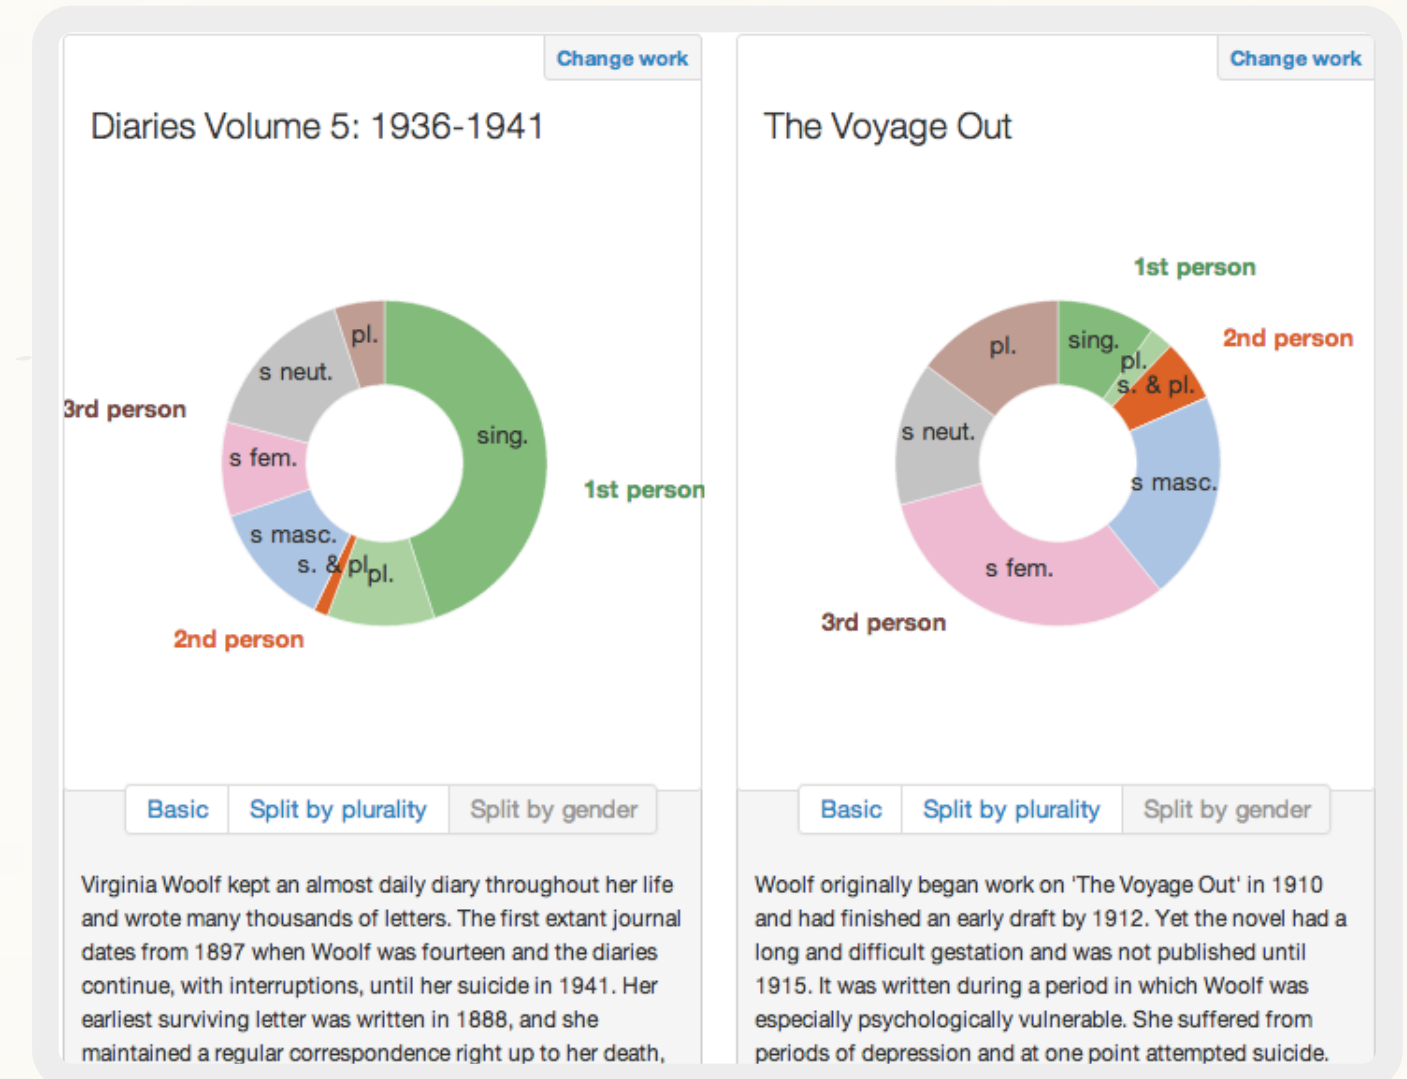 Change work
Diaries Volume 5: 1936-1941
pl.
s neut.
3rd person
sing.
s fem.
1st person
s masc.
s. & pl.
pl.
2nd person
Basic
Split by plurality
Split by gender
Virginia Woolf kept an almost daily diary throughout her life
and wrote many thousands of letters. The first extant journal
dates from 1897 when Woolf was fourteen and the diaries
continue, with interruptions, until her suicide in 1941. Her
earliest surviving letter was written in 1888, and she
maintained a regular correspondence right up to her death,
Change work
The Voyage Out
1st person
2nd person
sing.
pl.
pl.
s. & pl.
s neut.
s masc.
s fem.
3rd person
Basic
Split by plurality
Split by gender
Woolf originally began work on 'The Voyage Out' in 1910
and had finished an early draft by 1912. Yet the novel had a
long and difficult gestation and was not published until
1915. It was written during a period in which Woolf was
especially psychologically vulnerable. She suffered from
periods of depression and at one point attempted suicide.